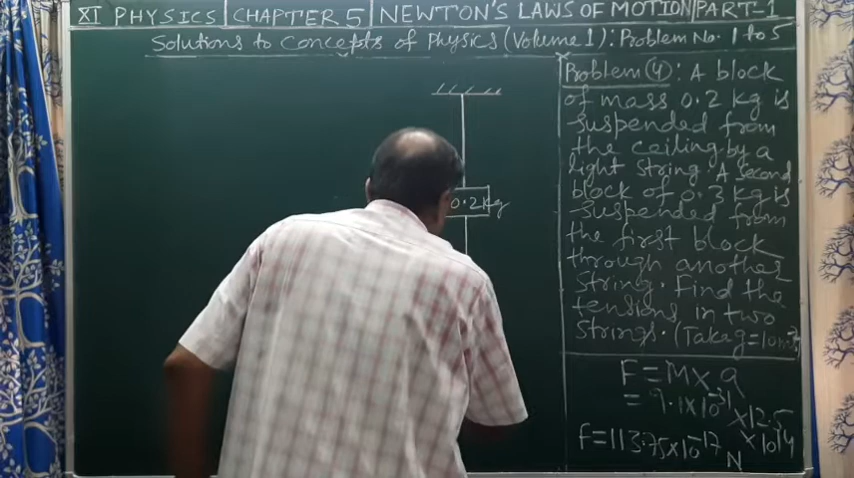 XI PHYSICS | CHAPTER 5 | NEWTON'S LAWS OF MOTION | PART-1
Solutions to Concepts of Physics (Volume 1): Problem No. 1 to 5
0.2kg
Problem (4): A block
of mass 0.2 kg is
suspended from
the ceiling by a
light string. A second
block of 0.3 kg is
suspended from
the first block
through another
string. Find the
tensions in two
strings. (Take g=10m/s²)
F = M × a
= 9.1×10⁻³¹ × 12.5
× 10¹⁴
F = 113.75×10⁻¹⁷ N